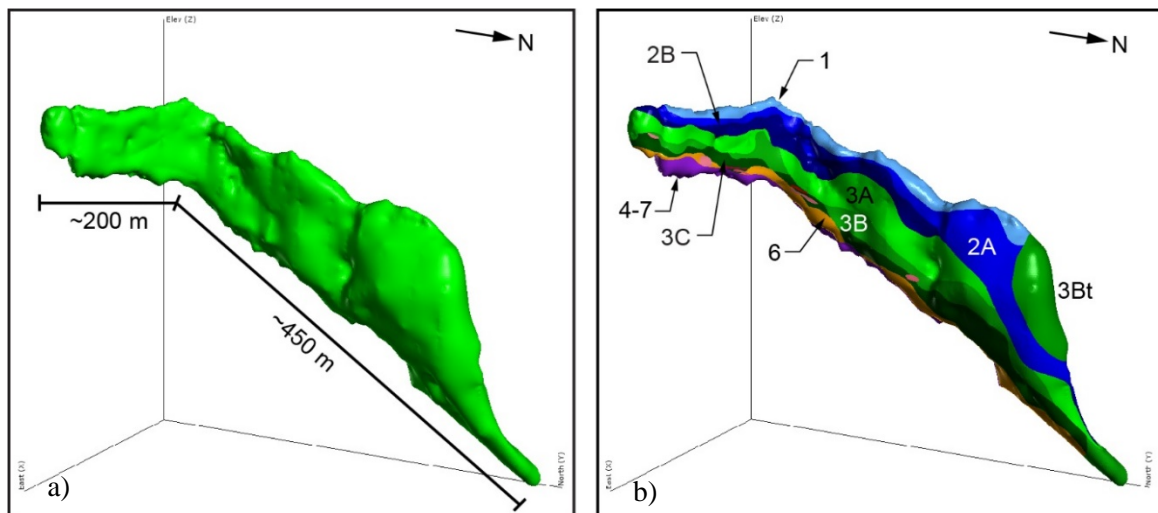 Elev (Z)
N
~200 m
~450 m
East (X)
North (Y)
a)
Elev (Z)
N
2B
1
3A
2A
4-7
3C
6
3B
3Bt
East (X)
North (Y)
b)